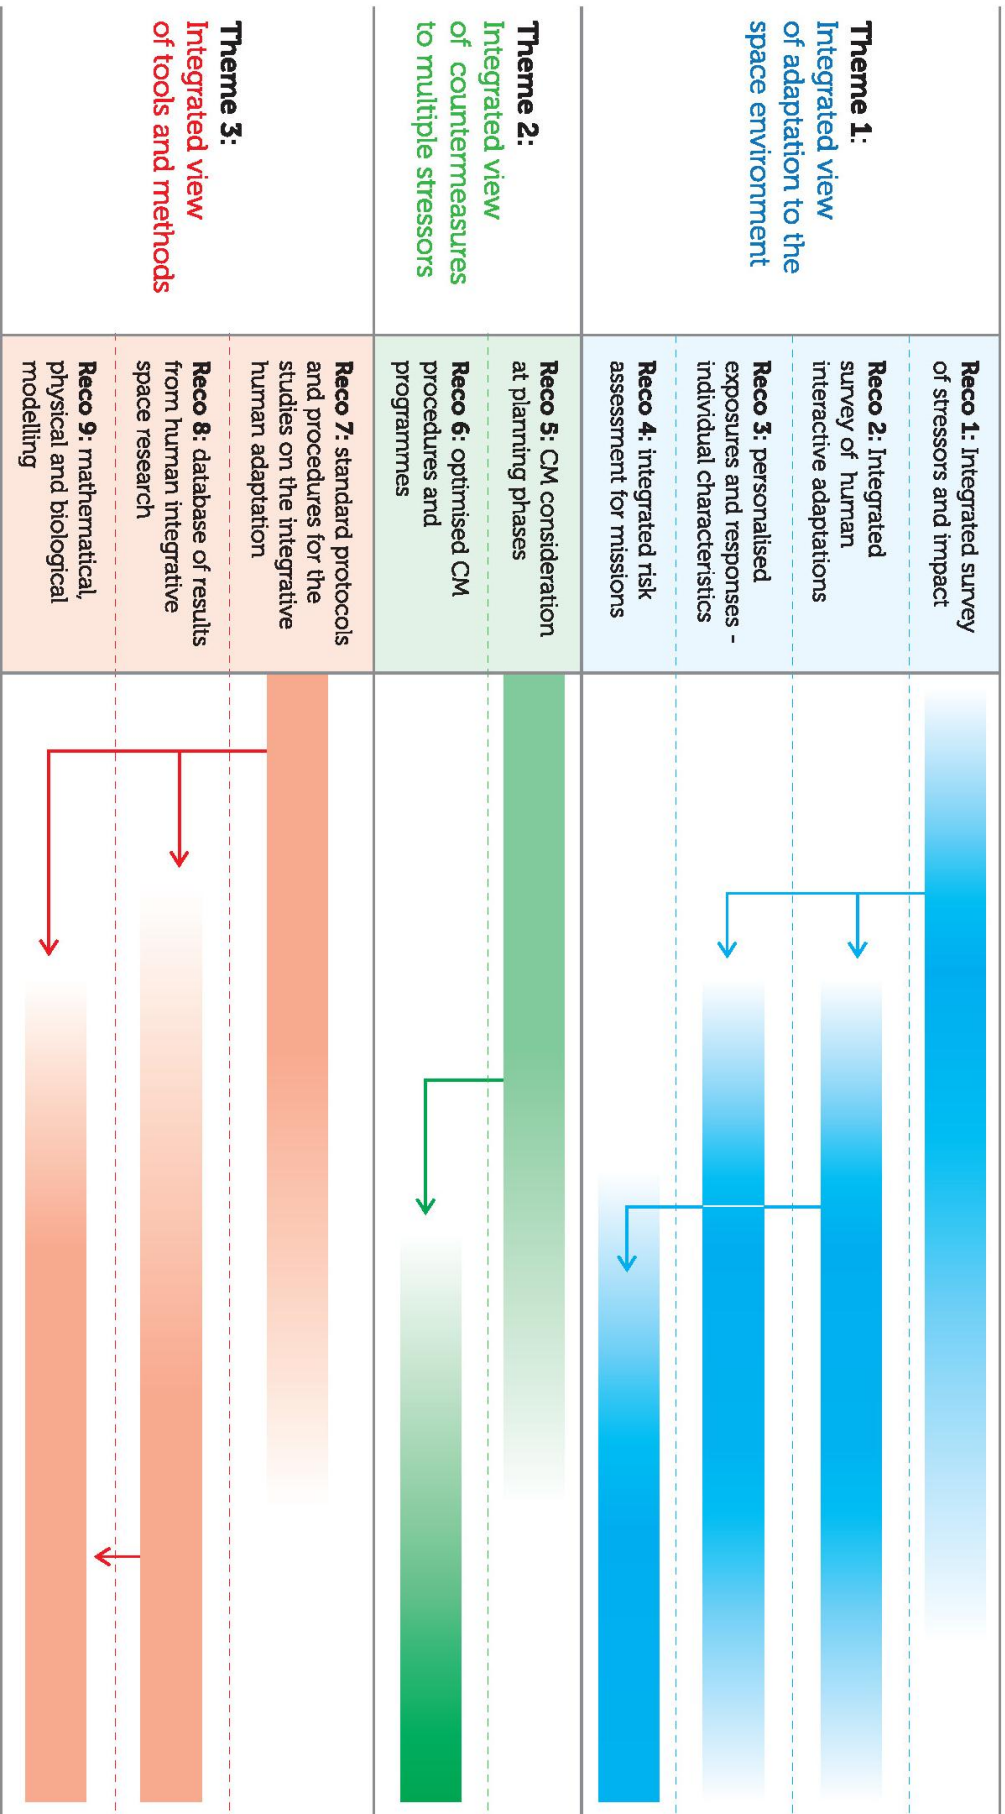 Theme 1:
Integrated view
of adaptation to the
space environment
Reco 1: Integrated survey
of stressors and impact
Reco 2: Integrated
survey of human
interactive adaptations
Reco 3: personalised
exposures and responses -
individual characteristics
Reco 4: integrated risk
assessment for missions
Theme 2:
Integrated view
of countermeasures
to multiple stressors
Reco 5: CM consideration
at planning phases
Reco 6: optimised CM
procedures and
programmes
Theme 3:
Integrated view
of tools and methods
Reco 7: standard protocols
and procedures for the
studies on the integrative
human adaptation
Reco 8: database of results
from human integrative
space research
Reco 9: mathematical,
physical and biological
modelling